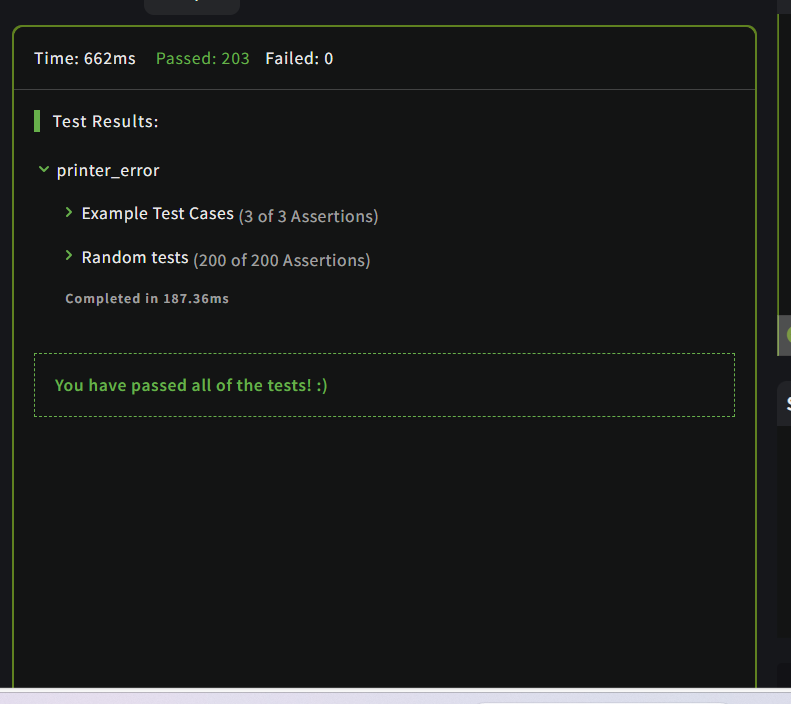 Time: 662ms Passed: 203 Failed: 0
Test Results:
printer_error
Example Test Cases (3 of 3 Assertions)
Random tests (200 of 200 Assertions)
Completed in 187.36ms
You have passed all of the tests! :)